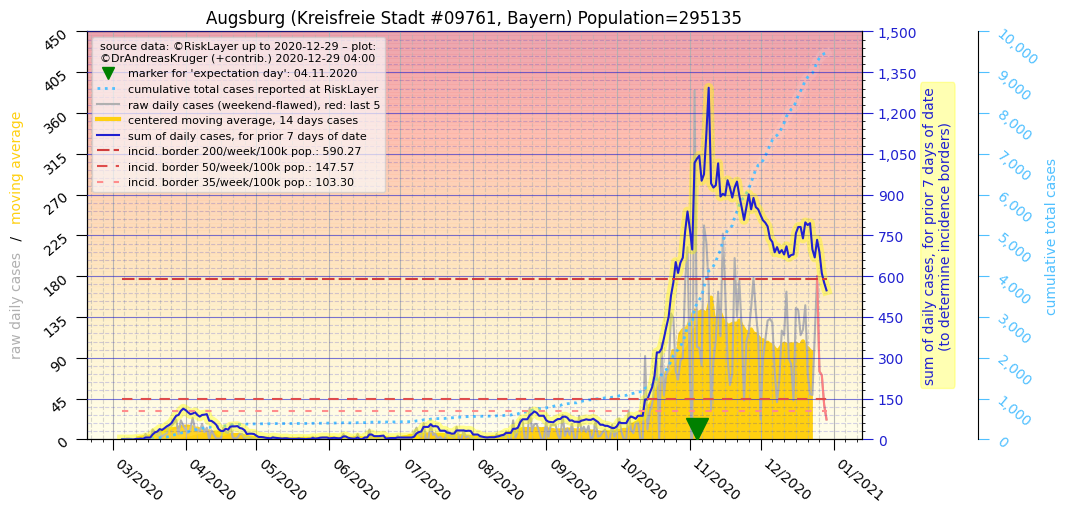 Augsburg (Kreisfreie Stadt #09761, Bayern) Population=295135
source data: ©RiskLayer up to 2020-12-29 – plot:
©DrAndreasKruger (+contrib.) 2020-12-29 04:00
marker for 'expectation day': 04.11.2020
cumulative total cases reported at RiskLayer
raw daily cases (weekend-flawed), red: last 5
centered moving average, 14 days cases
sum of daily cases, for prior 7 days of date
incid. border 200/week/100k pop.: 590.27
incid. border 50/week/100k pop.: 147.57
incid. border 35/week/100k pop.: 103.30
raw daily cases / moving average
450
405
360
315
270
225
180
135
90
45
0
03/2020
04/2020
05/2020
06/2020
07/2020
08/2020
09/2020
10/2020
11/2020
12/2020
01/2021
1,500
1,350
1,200
1,050
900
750
600
450
300
150
0
sum of daily cases, for prior 7 days of date
(to determine incidence borders)
10,000
9,000
8,000
7,000
6,000
5,000
4,000
3,000
2,000
1,000
0
cumulative total cases